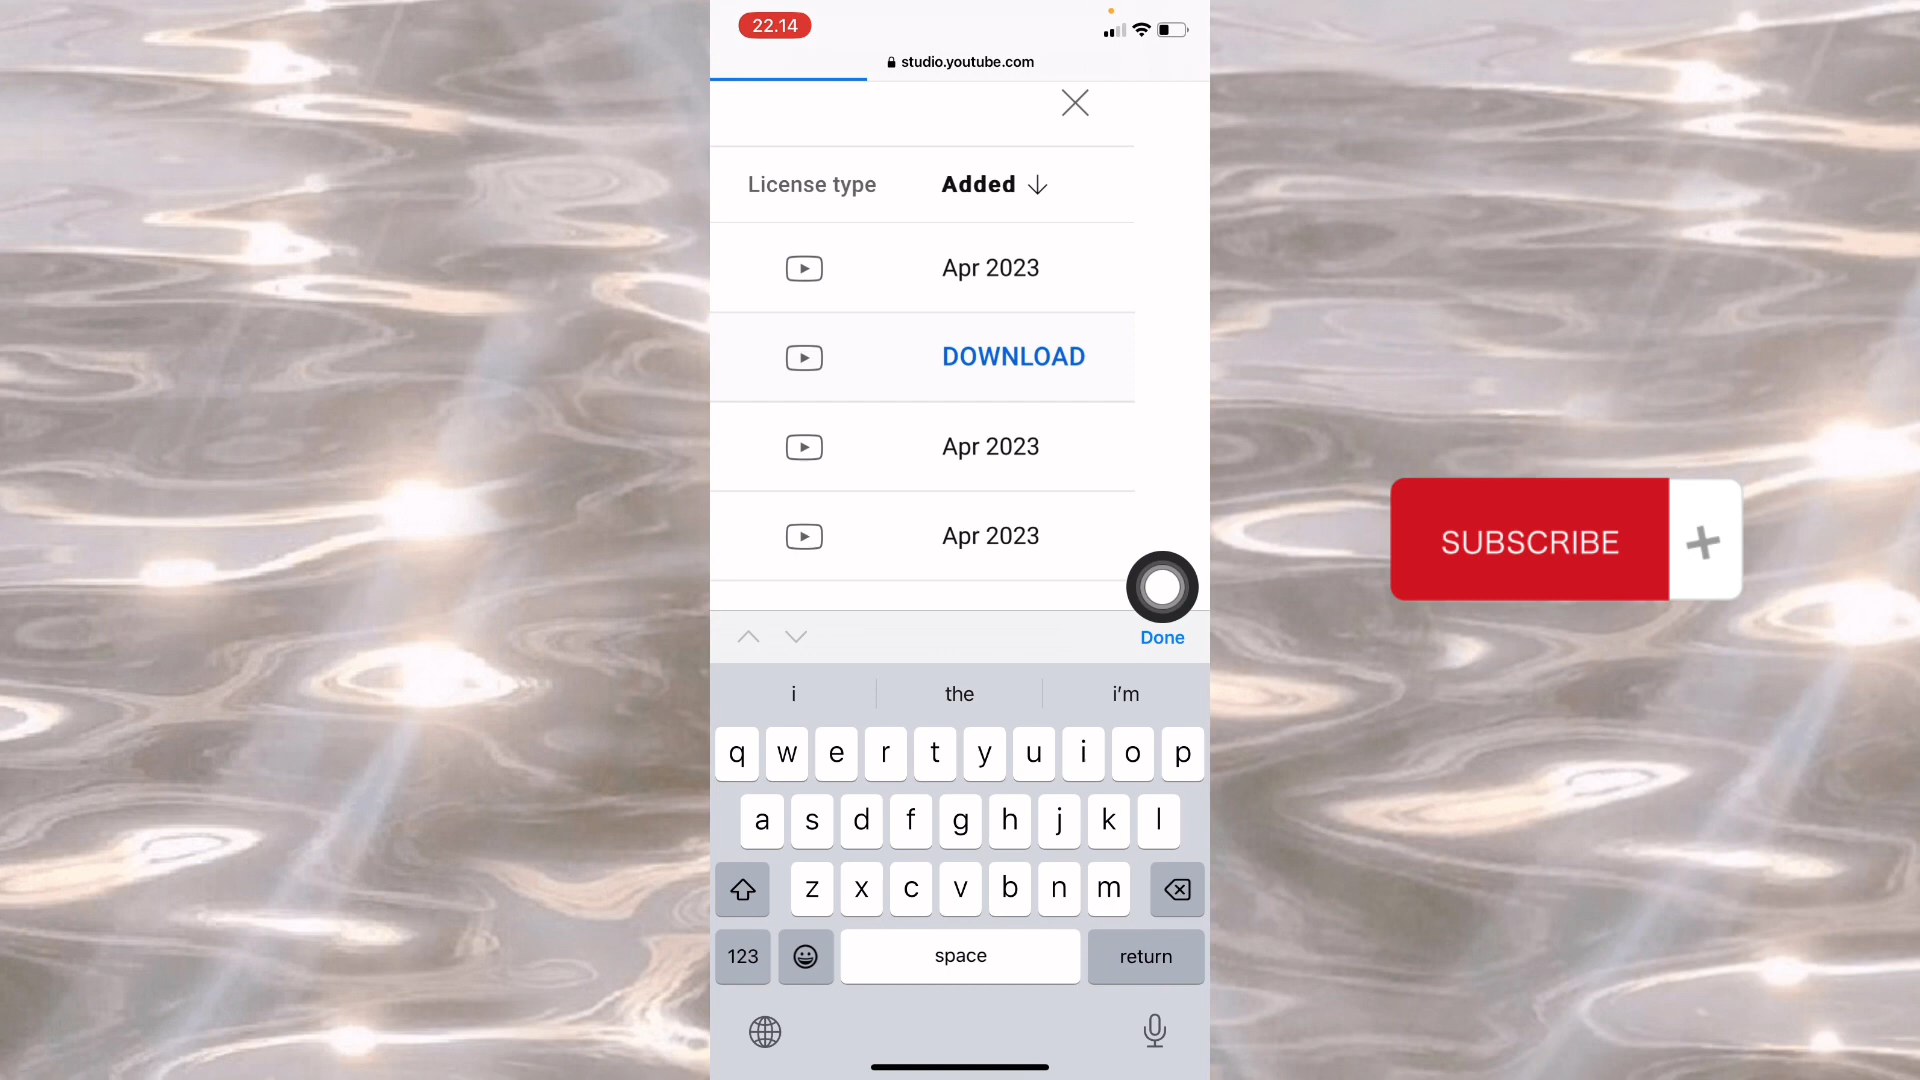 22.14
studio.youtube.com
License type Added
Apr 2023
DOWNLOAD
Apr 2023
Apr 2023
SUBSCRIBE +
Done
i the i'm
q w e r t y u i o p
a s d f g h j k l
z x c v b n m
123 space return